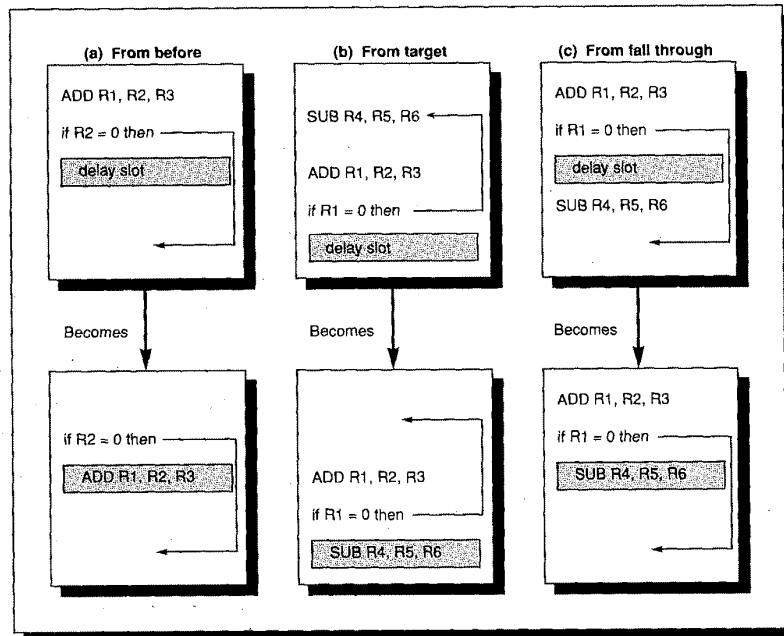 (a) From before
ADD R1, R2, R3
if R2 = 0 then
delay slot
Becomes
if R2 = 0 then
ADD R1, R2, R3
(b) From target
SUB R4, R5, R6
ADD R1, R2, R3
if R1 = 0 then
delay slot
Becomes
ADD R1, R2, R3
if R1 = 0 then
SUB R4, R5, R6
(c) From fall through
ADD R1, R2, R3
if R1 = 0 then
delay slot
SUB R4, R5, R6
Becomes
ADD R1, R2, R3
if R1 = 0 then
SUB R4, R5, R6